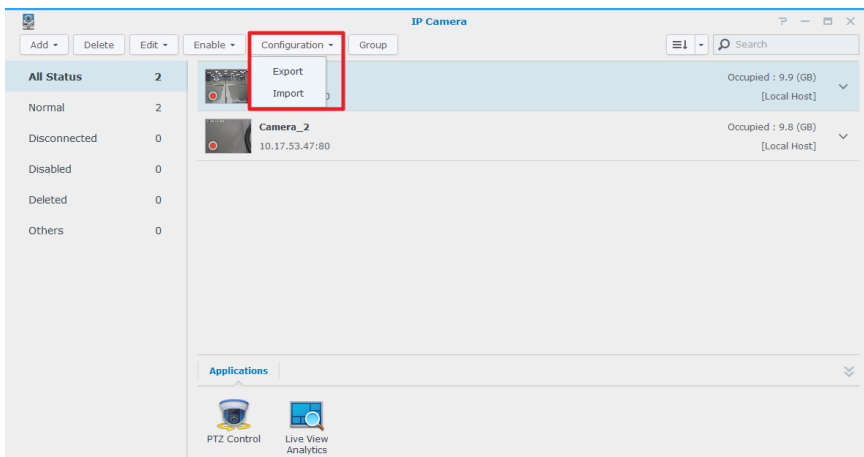 IP Camera
Add Delete Edit Enable Configuration Group Search
All Status 2
Normal 2
Disconnected 0
Disabled 0
Deleted 0
Others 0
Export
Import
Occupied : 9.9 (GB)
[Local Host]
Camera_2
10.17.53.47:80
Occupied : 9.8 (GB)
[Local Host]
Applications
PTZ Control
Live View
Analytics